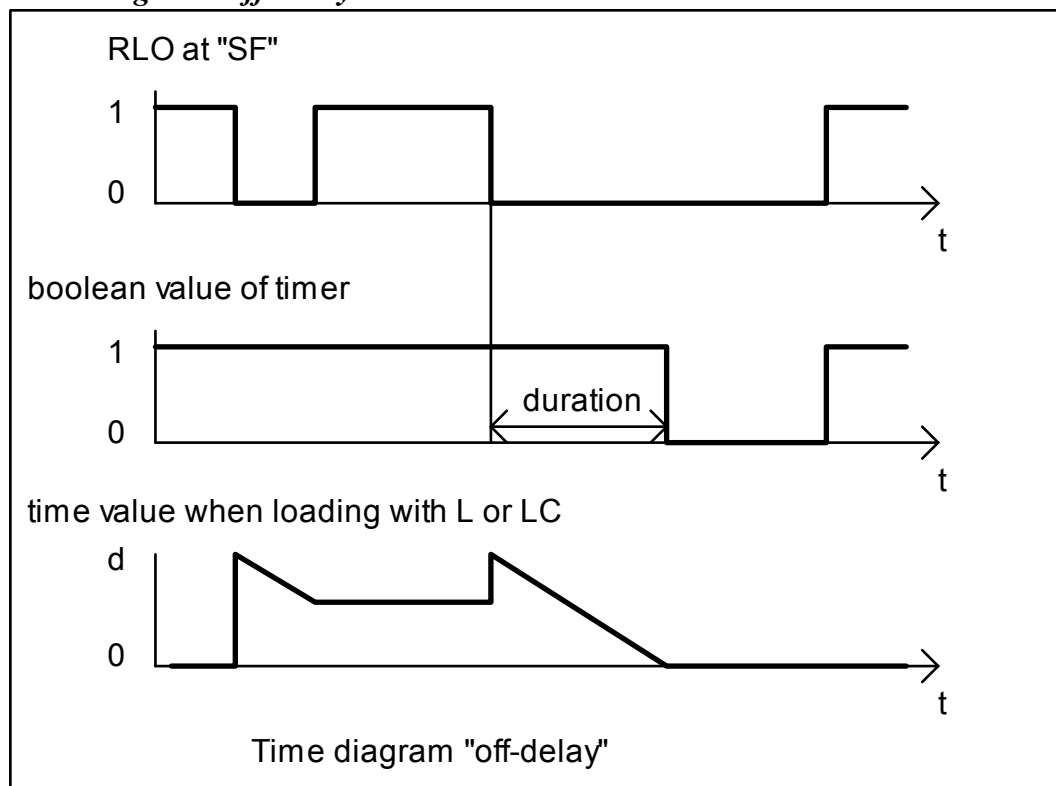 RLO at "SF"
1
0
t
boolean value of timer
1
duration
0
t
time value when loading with L or LC
d
0
t
Time diagram "off-delay"